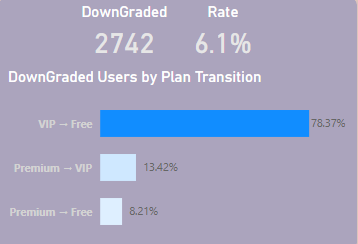 DownGraded Rate
2742 6.1%
DownGraded Users by Plan Transition
VIP → Free 78.37%
Premium → VIP 13.42%
Premium → Free 8.21%